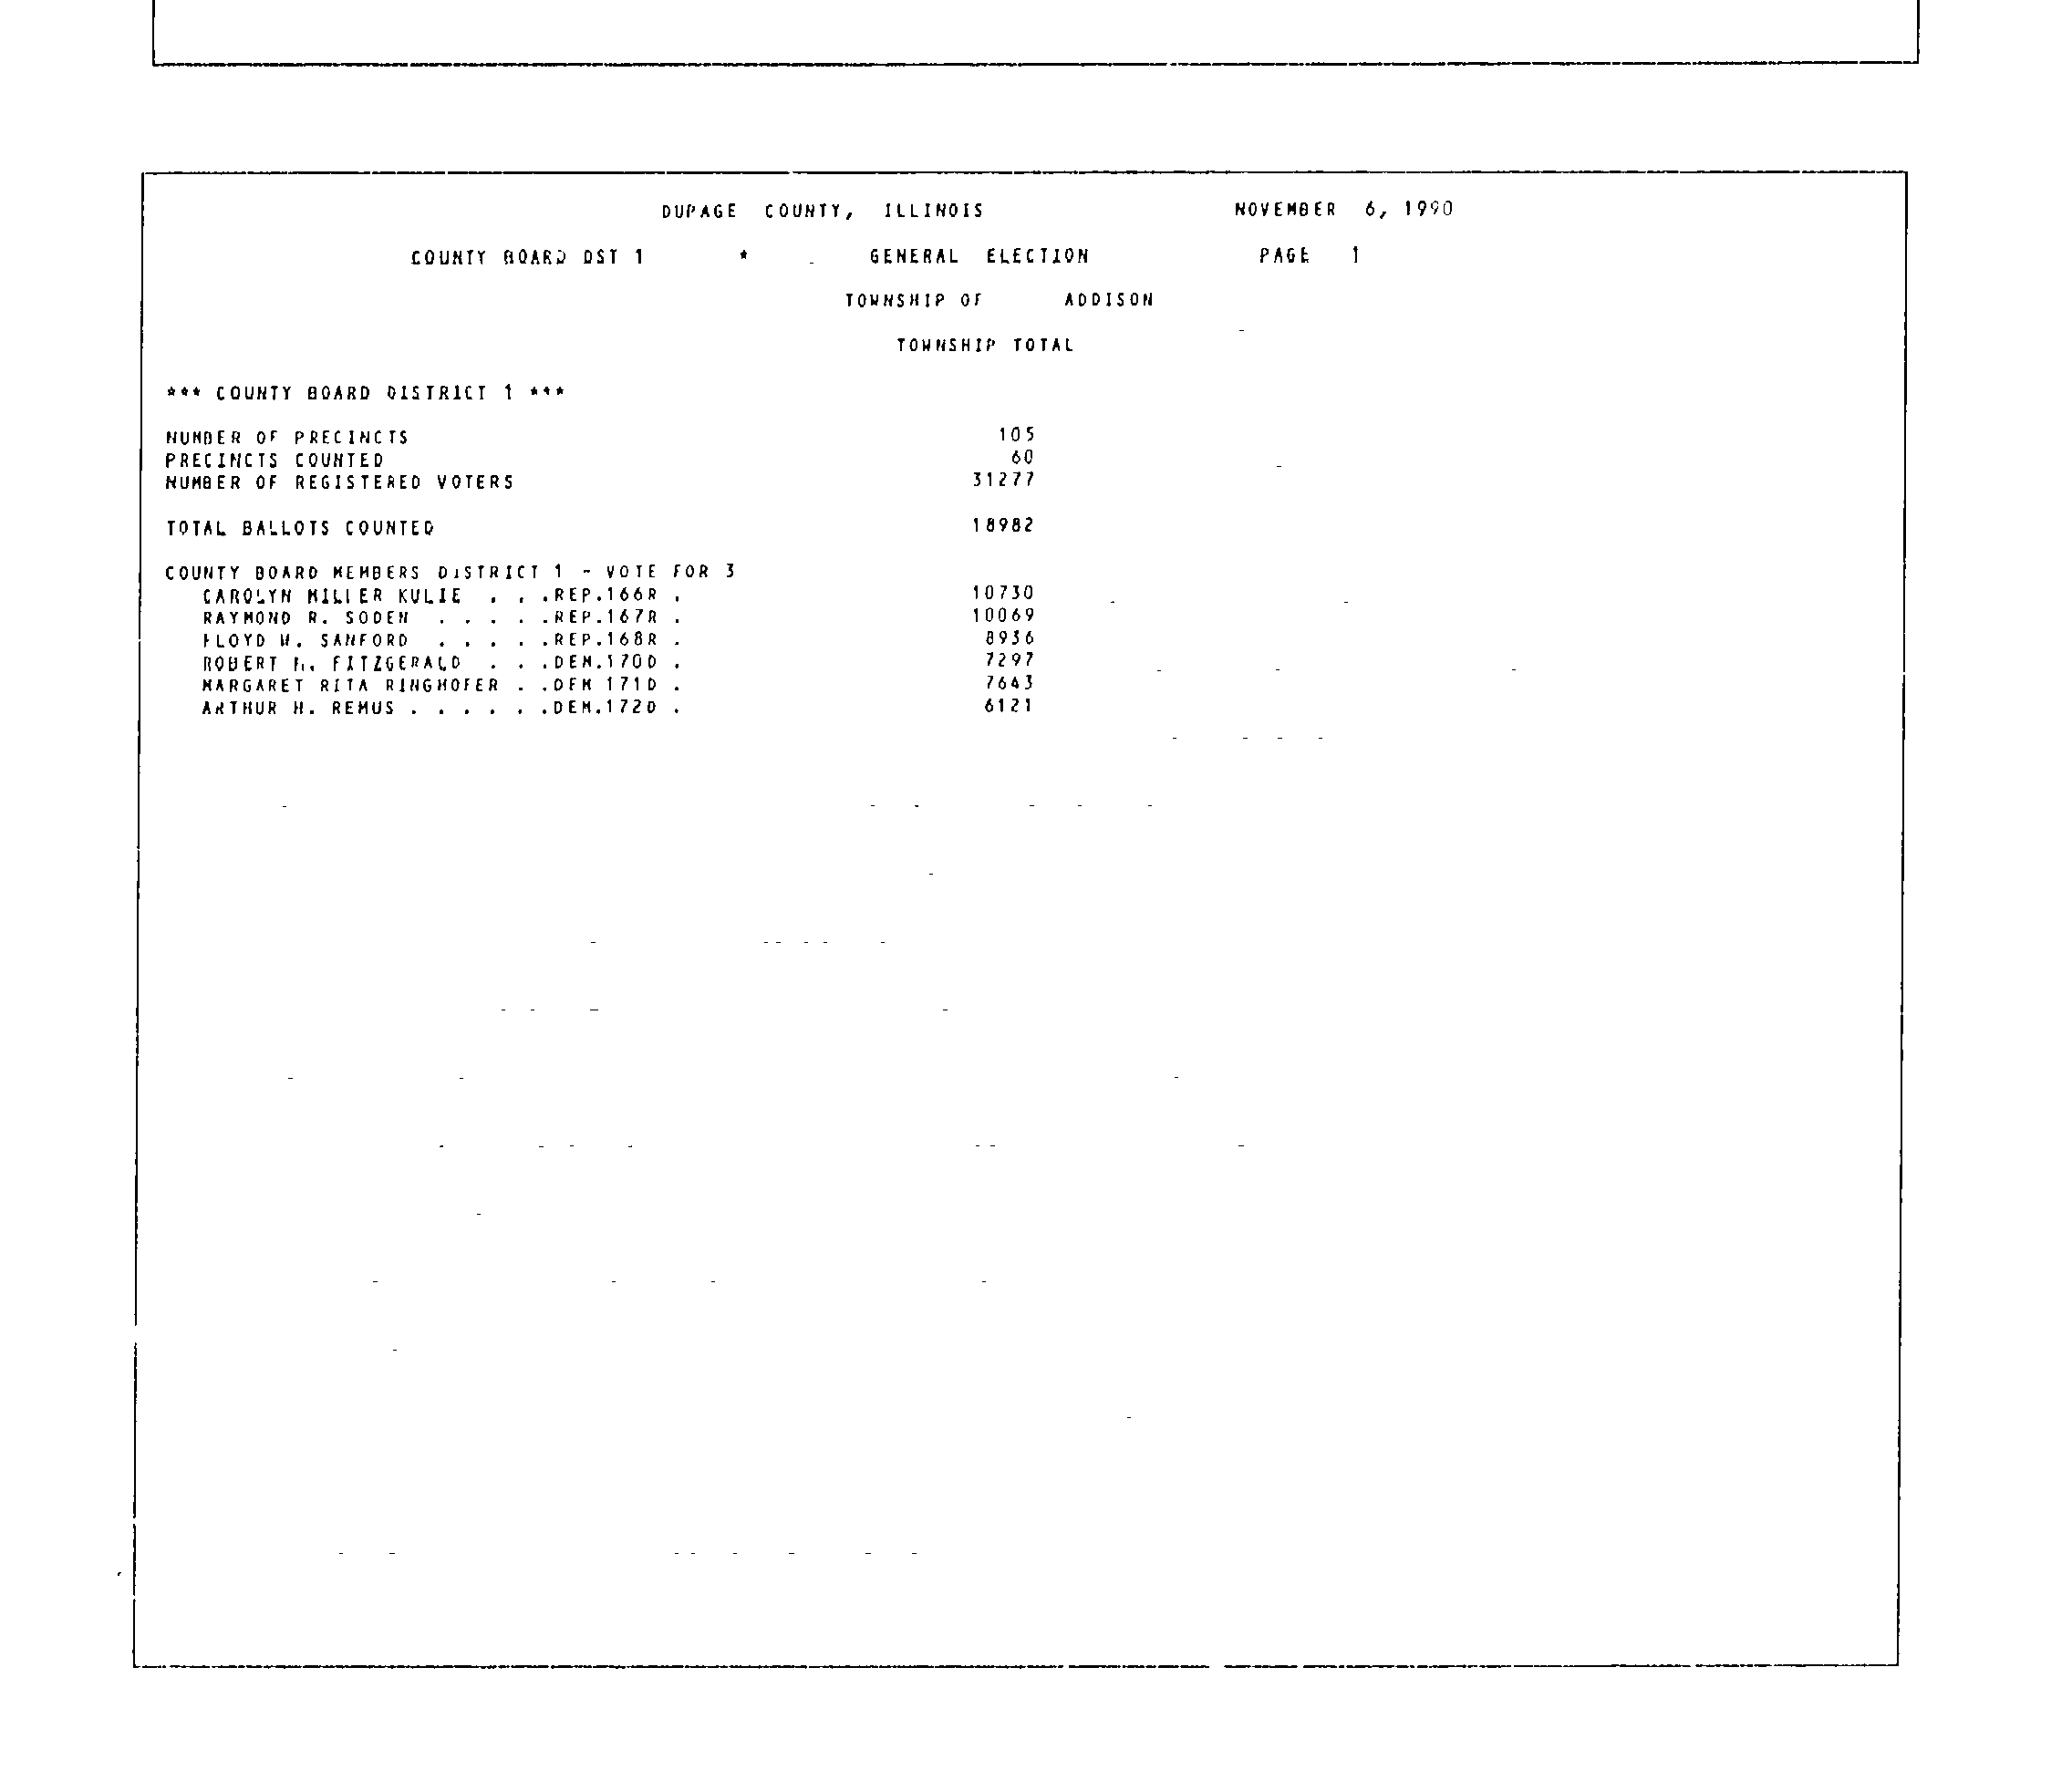 DUPAGE COUNTY, ILLINOIS NOVEMBER 6, 1990
COUNTY BOARD DST 1 * GENERAL ELECTION PAGE 1
TOWNSHIP OF ADDISON
TOWNSHIP TOTAL
*** COUNTY BOARD DISTRICT 1 ***
NUMBER OF PRECINCTS 105
PRECINCTS COUNTED 60
NUMBER OF REGISTERED VOTERS 31277
TOTAL BALLOTS COUNTED 18982
COUNTY BOARD MEMBERS DISTRICT 1 - VOTE FOR 3
CAROLYN MILLER KULIE . . .REP.166R . 10730
RAYMOND R. SODEN . . . . .REP.167R . 10069
FLOYD W. SANFORD . . . . .REP.168R . 8936
ROBERT FITZGERALD . . .DEM.170D . 7297
MARGARET RITA RINGHOFER . .DEM 171D . 7643
ARTHUR H. REMUS . . . . . .DEM.172D . 6121